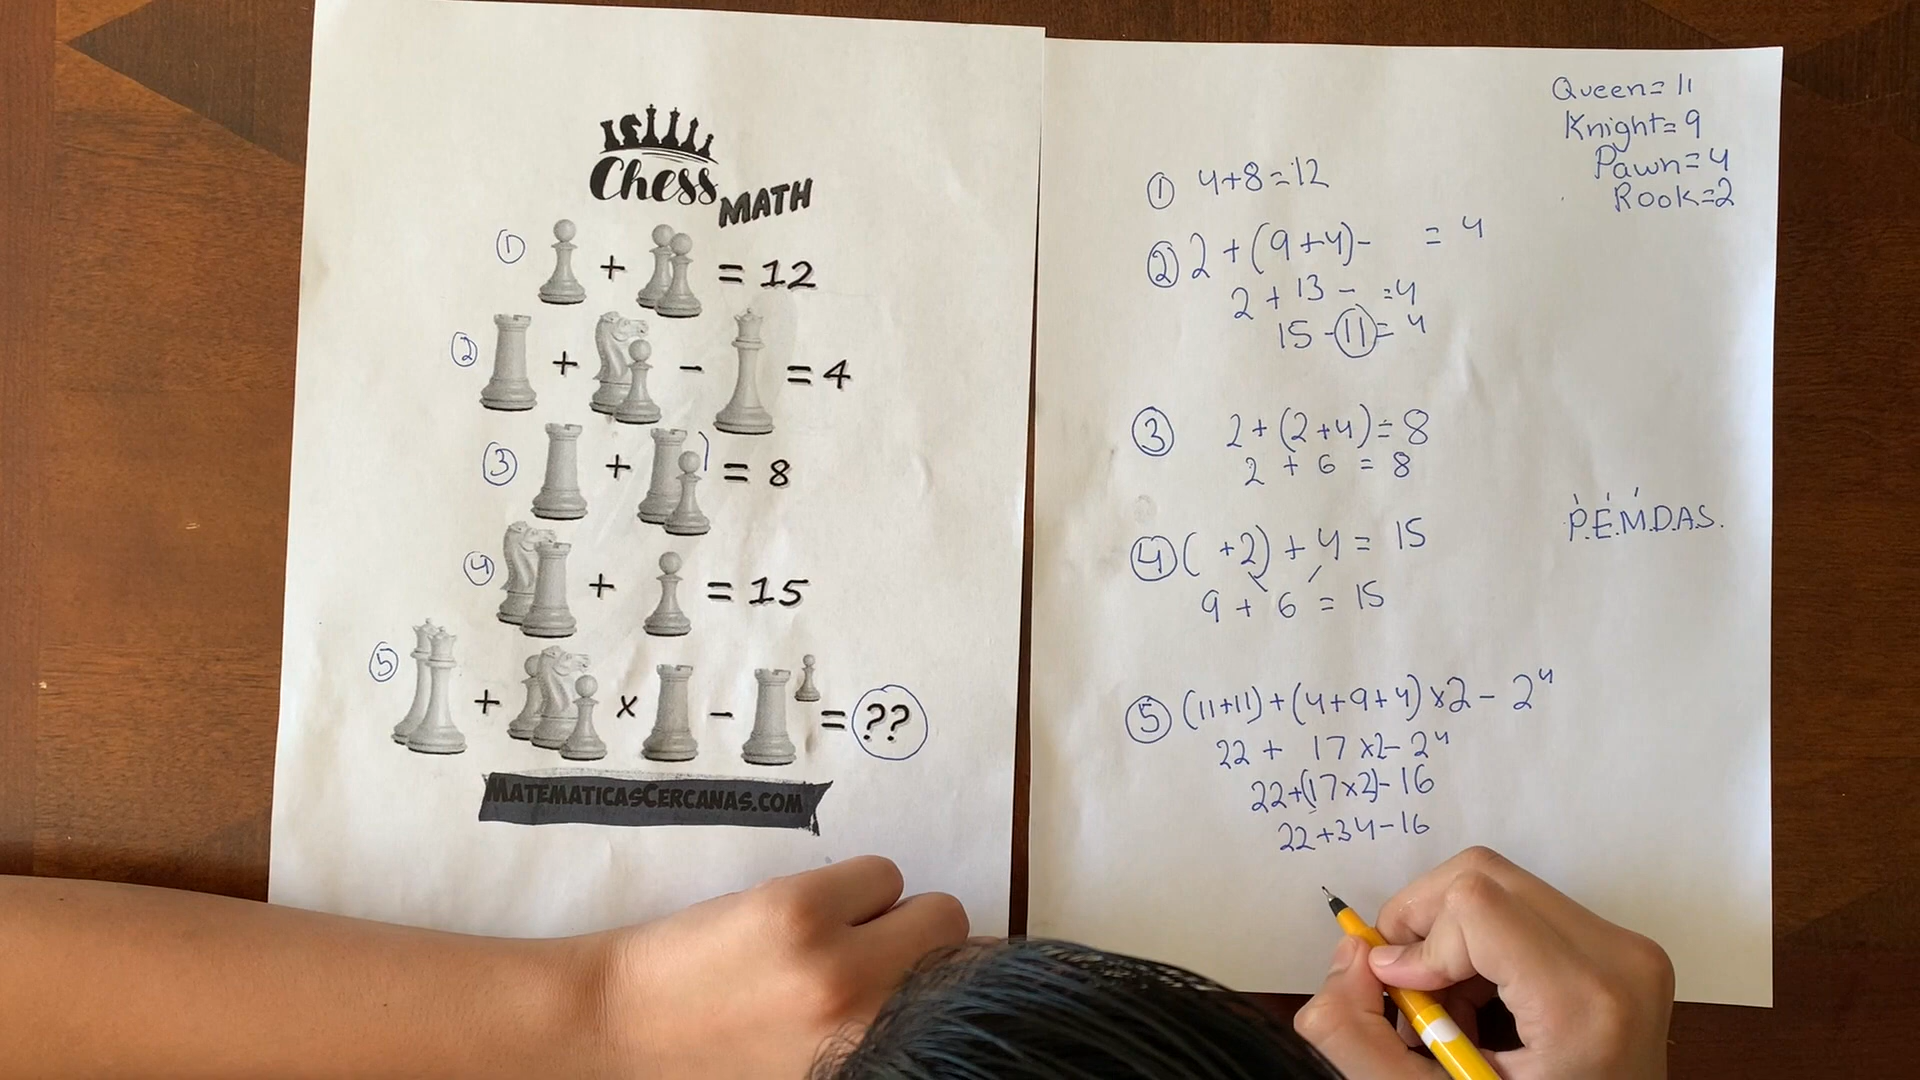 Chess MATH
① + = 12
② + - = 4
③ + ) = 8
④ + = 15
⑤ + x - = ??
MATEMATICASCERCANAS.COM
Queen= 11
Knight= 9
Pawn= 4
Rook=2
① 4+8=12
② 2 + (9+4)- = 4
2 + 13 - =4
15 - 11 = 4
③ 2+(2+4)= 8
2 + 6 = 8
④ ( +2) + 4 = 15
9 + 6 = 15
P.E.M.D.A.S.
⑤ (11+11)+(4+9+4)x2-2⁴
22 + 17 x2-2⁴
22+(17x2)-16
22+34-16